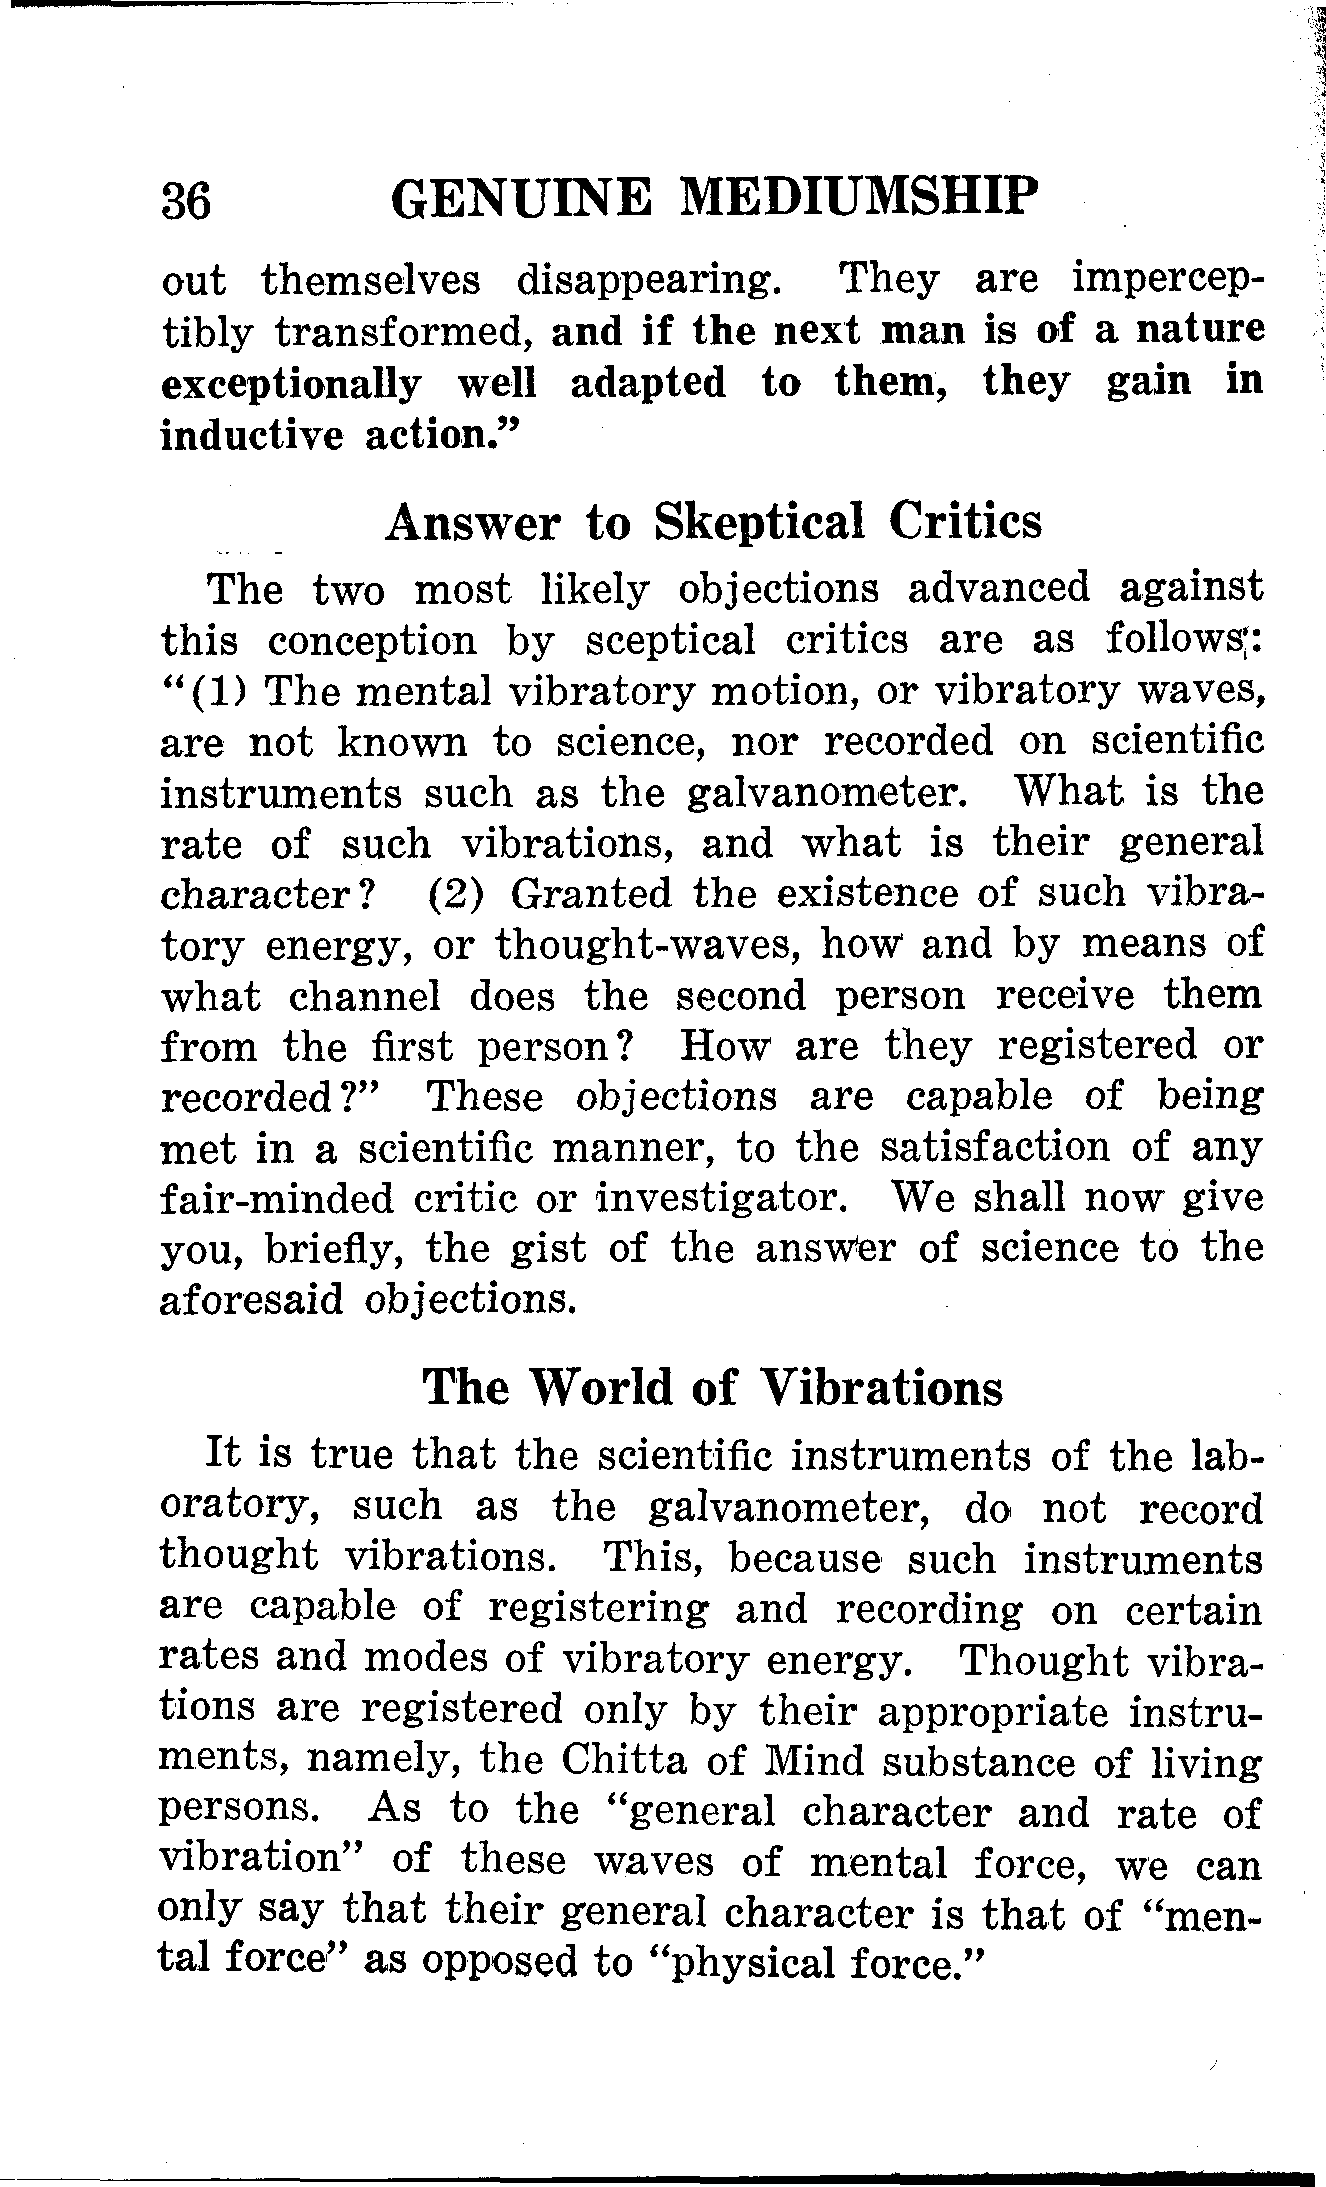 36 GENUINE MEDIUMSHIP
out themselves disappearing. They are impercep-
tibly transformed, and if the next man is of a nature
exceptionally well adapted to them, they gain in
inductive action.”
Answer to Skeptical Critics
The two most likely objections advanced against
this conception by sceptical critics are as follows:
“(1) The mental vibratory motion, or vibratory waves,
are not known to science, nor recorded on scientific
instruments such as the galvanometer. What is the
rate of such vibrations, and what is their general
character? (2) Granted the existence of such vibra-
tory energy, or thought-waves, how and by means of
what channel does the second person receive them
from the first person? How are they registered or
recorded?” These objections are capable of being
met in a scientific manner, to the satisfaction of any
fair-minded critic or investigator. We shall now give
you, briefly, the gist of the answer of science to the
aforesaid objections.
The World of Vibrations
It is true that the scientific instruments of the lab-
oratory, such as the galvanometer, do not record
thought vibrations. This, because such instruments
are capable of registering and recording on certain
rates and modes of vibratory energy. Thought vibra-
tions are registered only by their appropriate instru-
ments, namely, the Chitta of Mind substance of living
persons. As to the “general character and rate of
vibration” of these waves of mental force, we can
only say that their general character is that of “men-
tal force” as opposed to “physical force.”